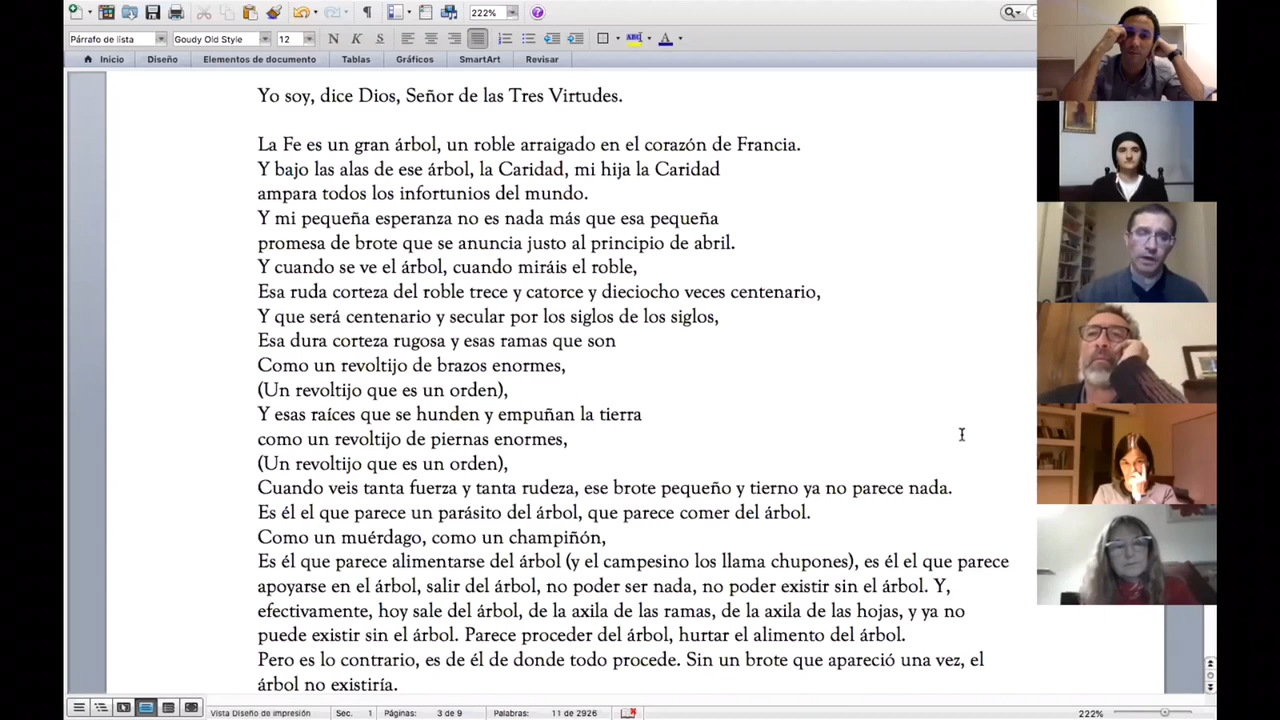 222%
Párrafo de lista
Goudy Old Style
12
N K S
ABC
A
Inicio
Diseño
Elementos de documento
Tablas
Gráficos
SmartArt
Revisar
Yo soy, dice Dios, Señor de las Tres Virtudes.
La Fe es un gran árbol, un roble arraigado en el corazón de Francia.
Y bajo las alas de ese árbol, la Caridad, mi hija la Caridad
ampara todos los infortunios del mundo.
Y mi pequeña esperanza no es nada más que esa pequeña
promesa de brote que se anuncia justo al principio de abril.
Y cuando se ve el árbol, cuando miráis el roble,
Esa ruda corteza del roble trece y catorce y dieciocho veces centenario,
Y que será centenario y secular por los siglos de los siglos,
Esa dura corteza rugosa y esas ramas que son
Como un revoltijo de brazos enormes,
(Un revoltijo que es un orden),
Y esas raíces que se hunden y empuñan la tierra
como un revoltijo de piernas enormes,
(Un revoltijo que es un orden),
Cuando veis tanta fuerza y tanta rudeza, ese brote pequeño y tierno ya no parece nada.
Es él el que parece un parásito del árbol, que parece comer del árbol.
Como un muérdago, como un champiñón,
Es él que parece alimentarse del árbol (y el campesino los llama chupones), es él el que parece
apoyarse en el árbol, salir del árbol, no poder ser nada, no poder existir sin el árbol. Y,
efectivamente, hoy sale del árbol, de la axila de las ramas, de la axila de las hojas, y ya no
puede existir sin el árbol. Parece proceder del árbol, hurtar el alimento del árbol.
Pero es lo contrario, es de él de donde todo procede. Sin un brote que apareció una vez, el
árbol no existiría.
Vista Diseño de impresión
Sec. 1
Páginas: 3 de 9
Palabras: 11 de 2926
222%